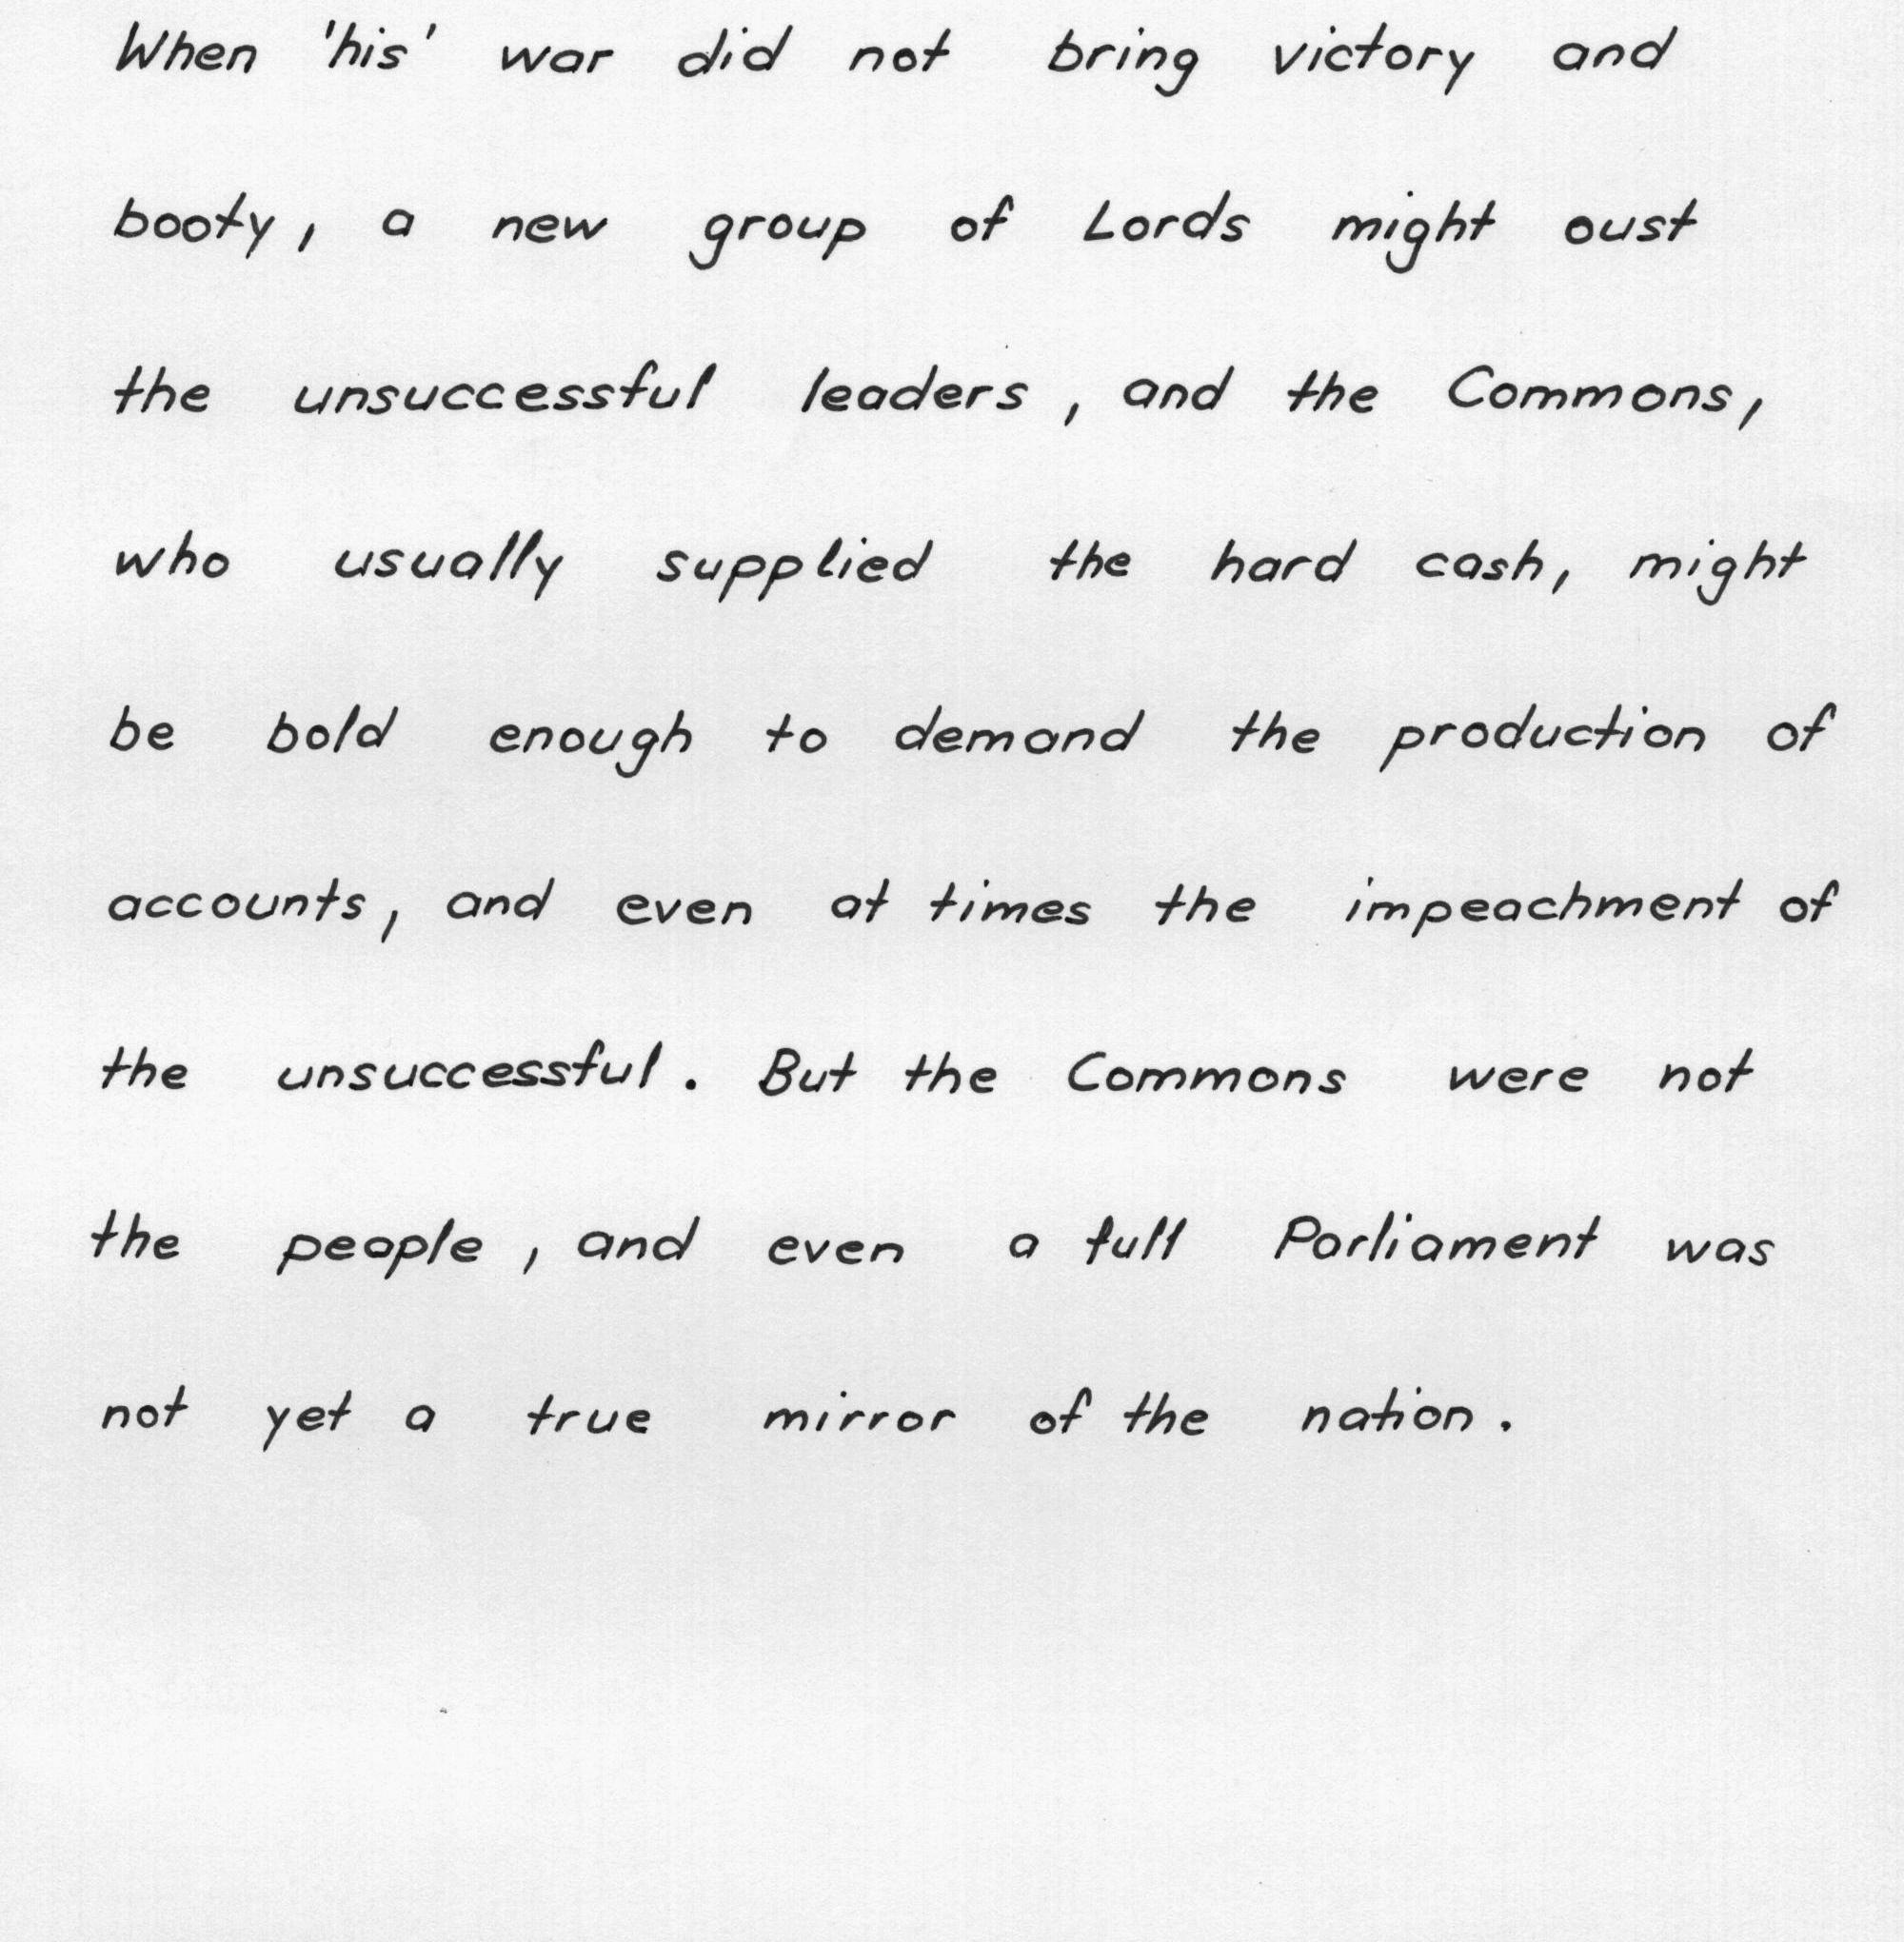 When 'his' war did not bring victory and
booty, a new group of Lords might oust
the unsuccessful leaders, and the Commons,
who usually supplied the hard cash, might
be bold enough to demand the production of
accounts, and even at times the impeachment of
the unsuccessful. But the Commons were not
the people, and even a full Parliament was
not yet a true mirror of the nation.